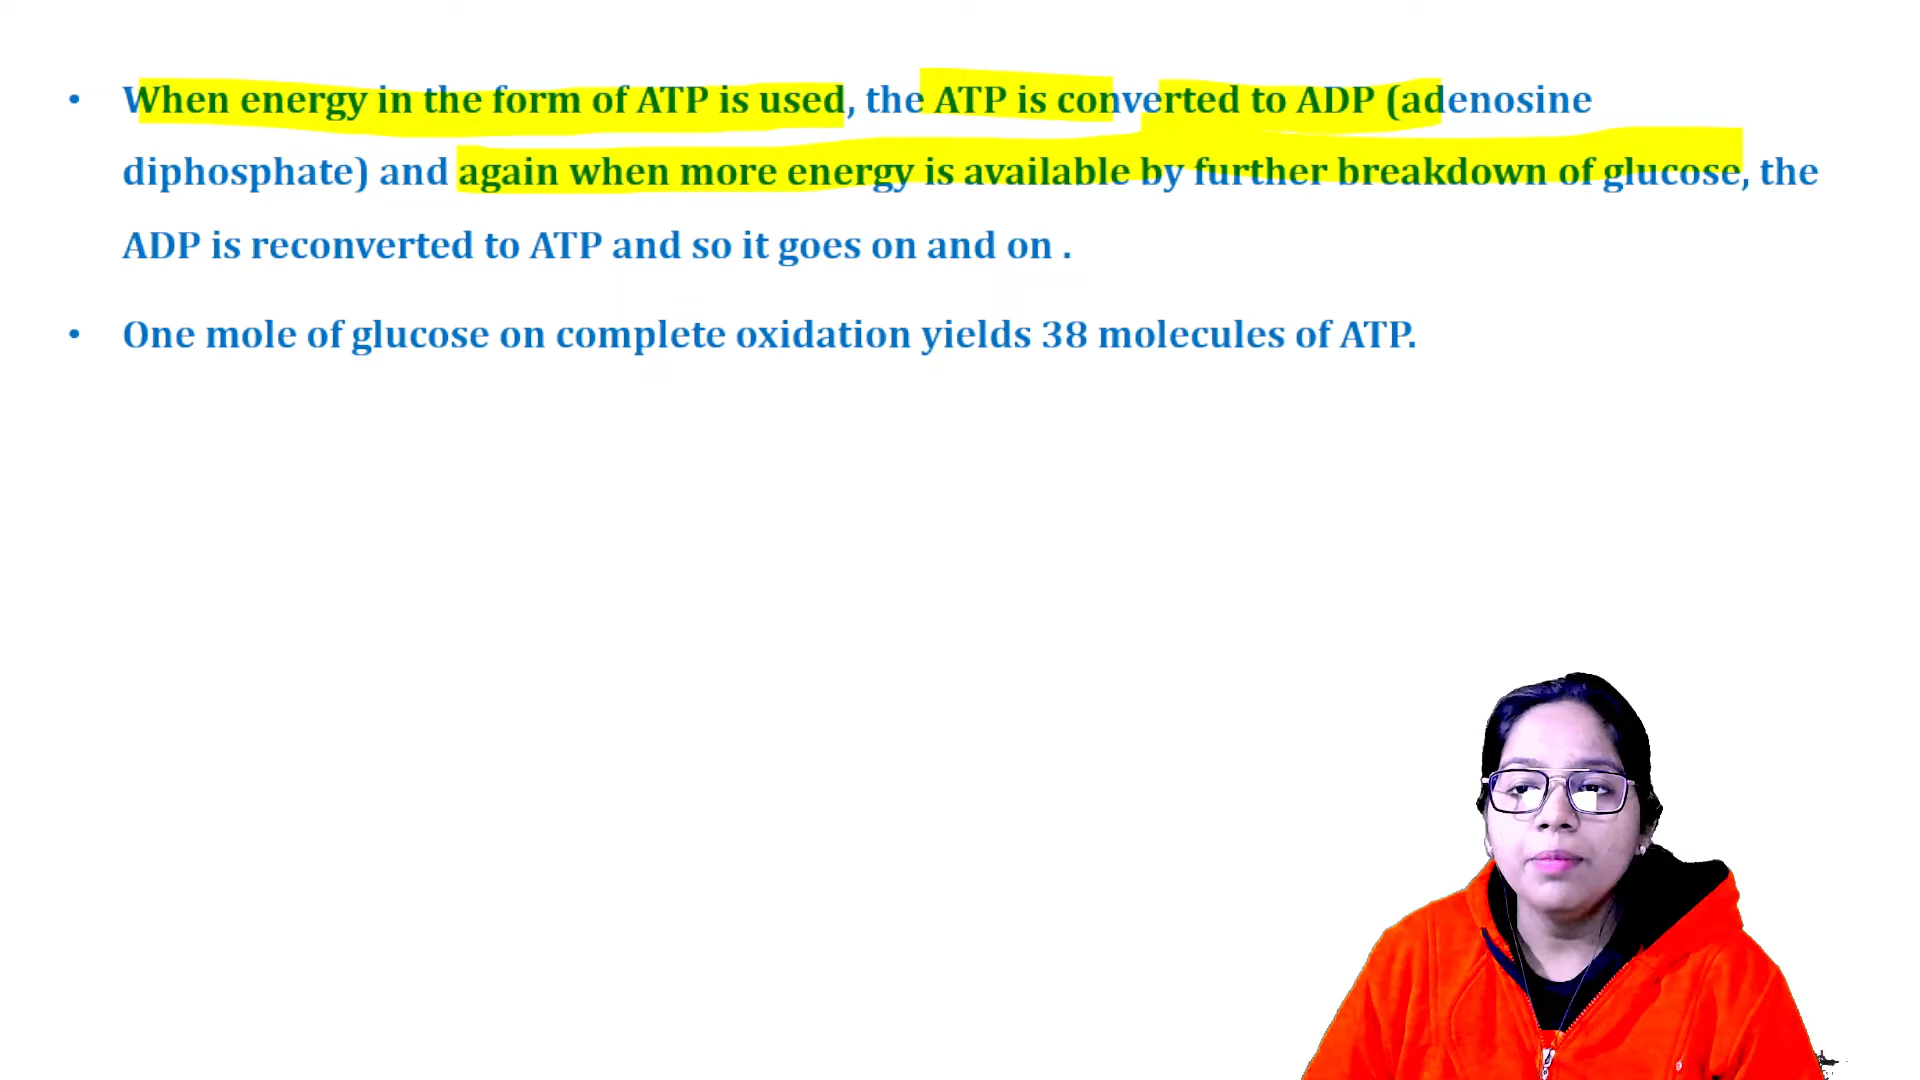 • When energy in the form of ATP is used, the ATP is converted to ADP (adenosine
diphosphate) and again when more energy is available by further breakdown of glucose, the
ADP is reconverted to ATP and so it goes on and on .
• One mole of glucose on complete oxidation yields 38 molecules of ATP.